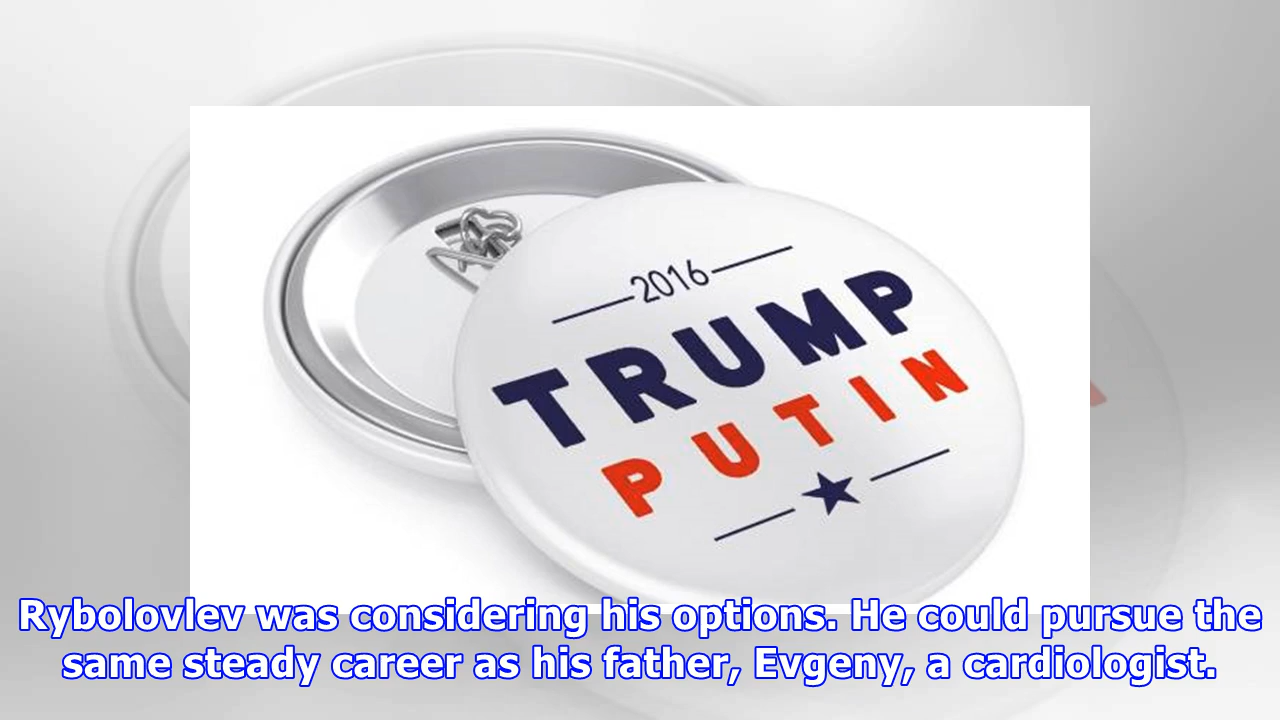 2016
TRUMP
PUTIN
Rybolovlev was considering his options. He could pursue the
same steady career as his father, Evgeny, a cardiologist.